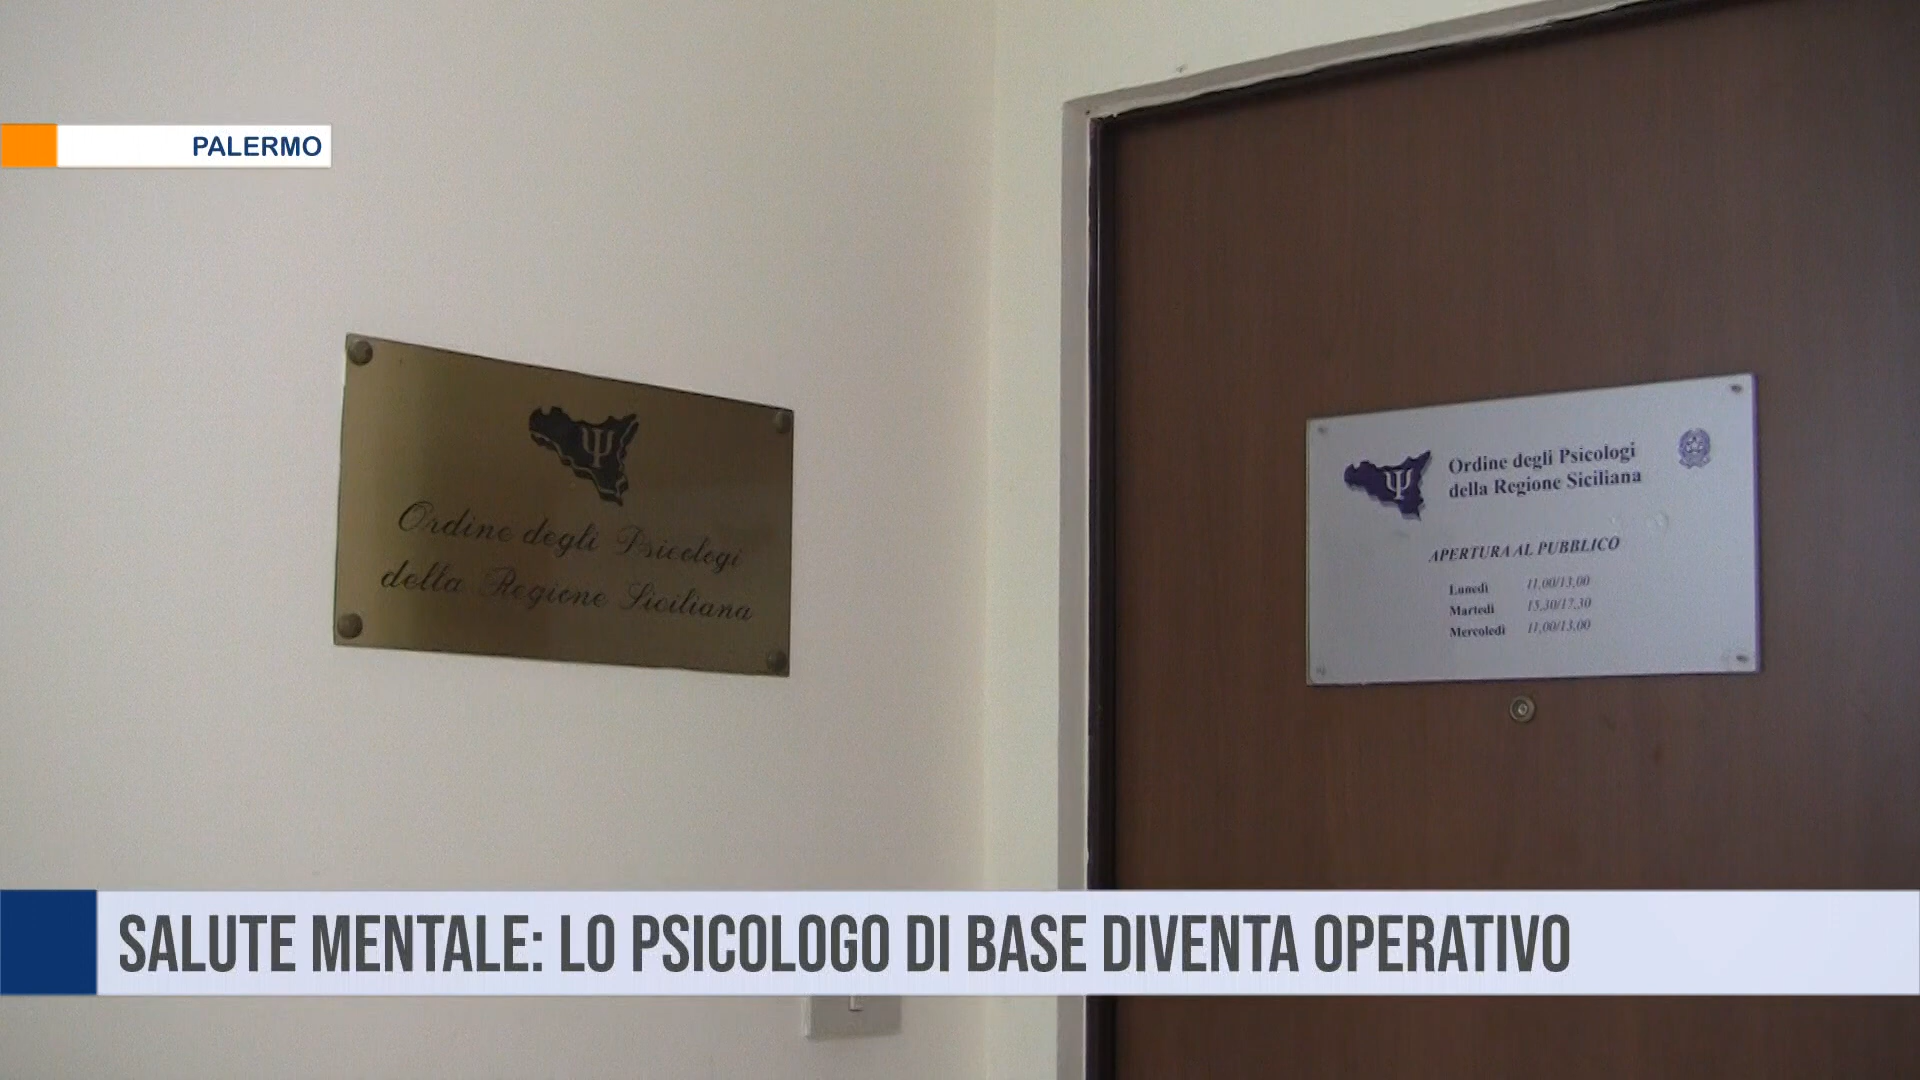 PALERMO
Ψ
Ordine degli Psicologi
della Regione Siciliana
Ψ
Ordine degli Psicologi
della Regione Siciliana
APERTURA AL PUBBLICO
Lunedì 11,00/13,00
Martedì 15,30/17,30
Mercoledì 11,00/13,00
SALUTE MENTALE: LO PSICOLOGO DI BASE DIVENTA OPERATIVO